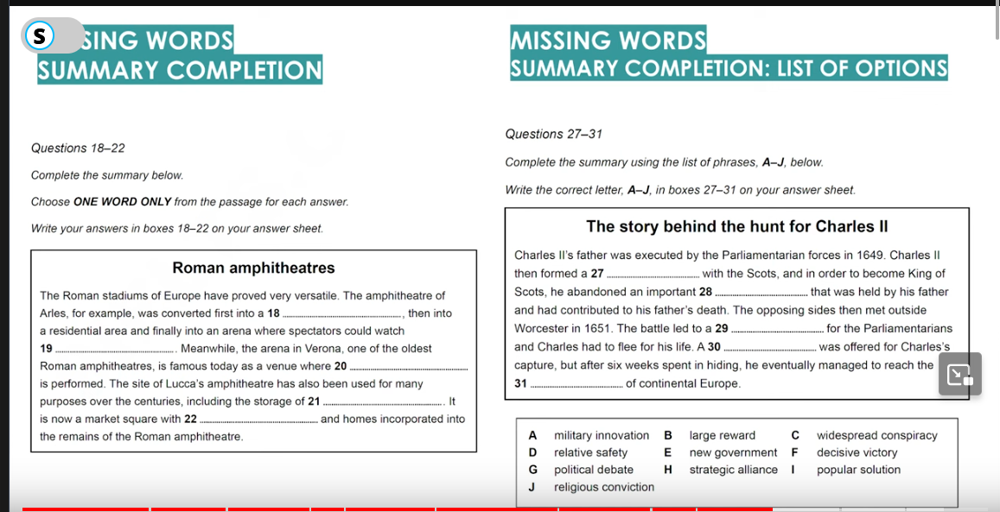 S
SING WORDS
SUMMARY COMPLETION
Questions 18–22
Complete the summary below.
Choose ONE WORD ONLY from the passage for each answer.
Write your answers in boxes 18–22 on your answer sheet.
Roman amphitheatres
The Roman stadiums of Europe have proved very versatile. The amphitheatre of
Arles, for example, was converted first into a 18 ........................................, then into
a residential area and finally into an arena where spectators could watch
19 ........................................ . Meanwhile, the arena in Verona, one of the oldest
Roman amphitheatres, is famous today as a venue where 20 ........................................
is performed. The site of Lucca's amphitheatre has also been used for many
purposes over the centuries, including the storage of 21 ........................................ . It
is now a market square with 22 ........................................ and homes incorporated into
the remains of the Roman amphitheatre.
MISSING WORDS
SUMMARY COMPLETION: LIST OF OPTIONS
Questions 27–31
Complete the summary using the list of phrases, A–J, below.
Write the correct letter, A–J, in boxes 27–31 on your answer sheet.
The story behind the hunt for Charles II
Charles II's father was executed by the Parliamentarian forces in 1649. Charles II
then formed a 27 ................................ with the Scots, and in order to become King of
Scots, he abandoned an important 28 ................................ that was held by his father
and had contributed to his father's death. The opposing sides then met outside
Worcester in 1651. The battle led to a 29 ................................ for the Parliamentarians
and Charles had to flee for his life. A 30 ................................ was offered for Charles's
capture, but after six weeks spent in hiding, he eventually managed to reach the
31 ................................ of continental Europe.
A military innovation B large reward C widespread conspiracy
D relative safety E new government F decisive victory
G political debate H strategic alliance I popular solution
J religious conviction